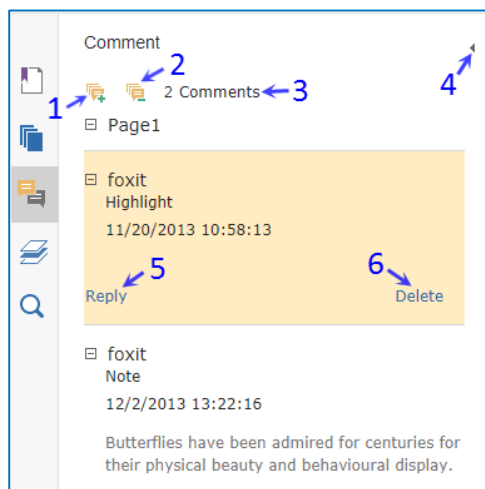 Comment
2
1
2 Comments
3
4
Page1
foxit
Highlight
11/20/2013 10:58:13
5
6
Reply
Delete
foxit
Note
12/2/2013 13:22:16
Butterflies have been admired for centuries for
their physical beauty and behavioural display.